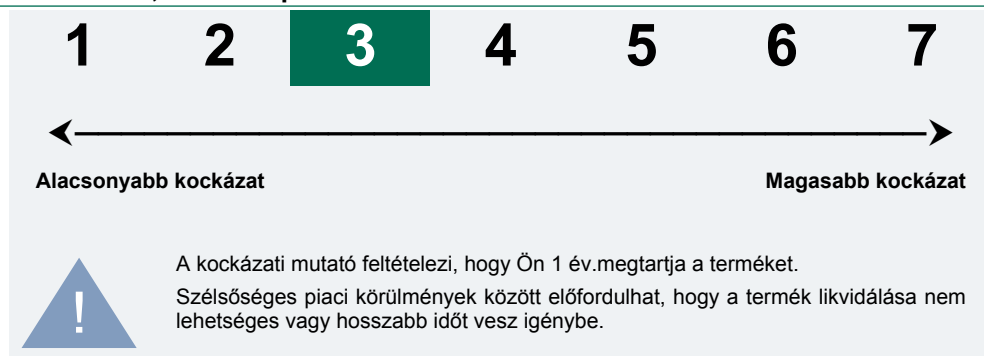 1 2 3 4 5 6 7
Alacsonyabb kockázat Magasabb kockázat
A kockázati mutató feltételezi, hogy Ön 1 év.megtartja a terméket.
Szélsőséges piaci körülmények között előfordulhat, hogy a termék likvidálása nem
lehetséges vagy hosszabb időt vesz igénybe.
!